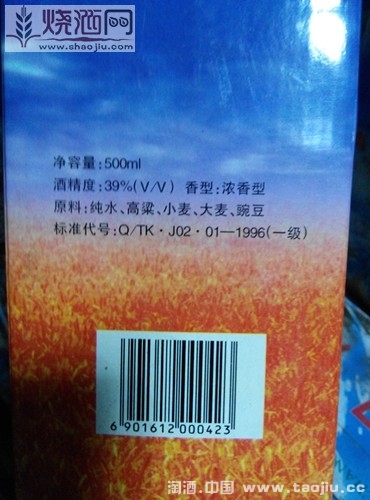 烧酒网
www.shaojiu.com
净容量:500ml
酒精度:39%(V/V) 香型:浓香型
原料:纯水、高粱、小麦、大麦、豌豆
标准代号:Q/TK·J02·01—1996(一级)
6 901612 000423
淘酒.中国 www.taojiu.cc